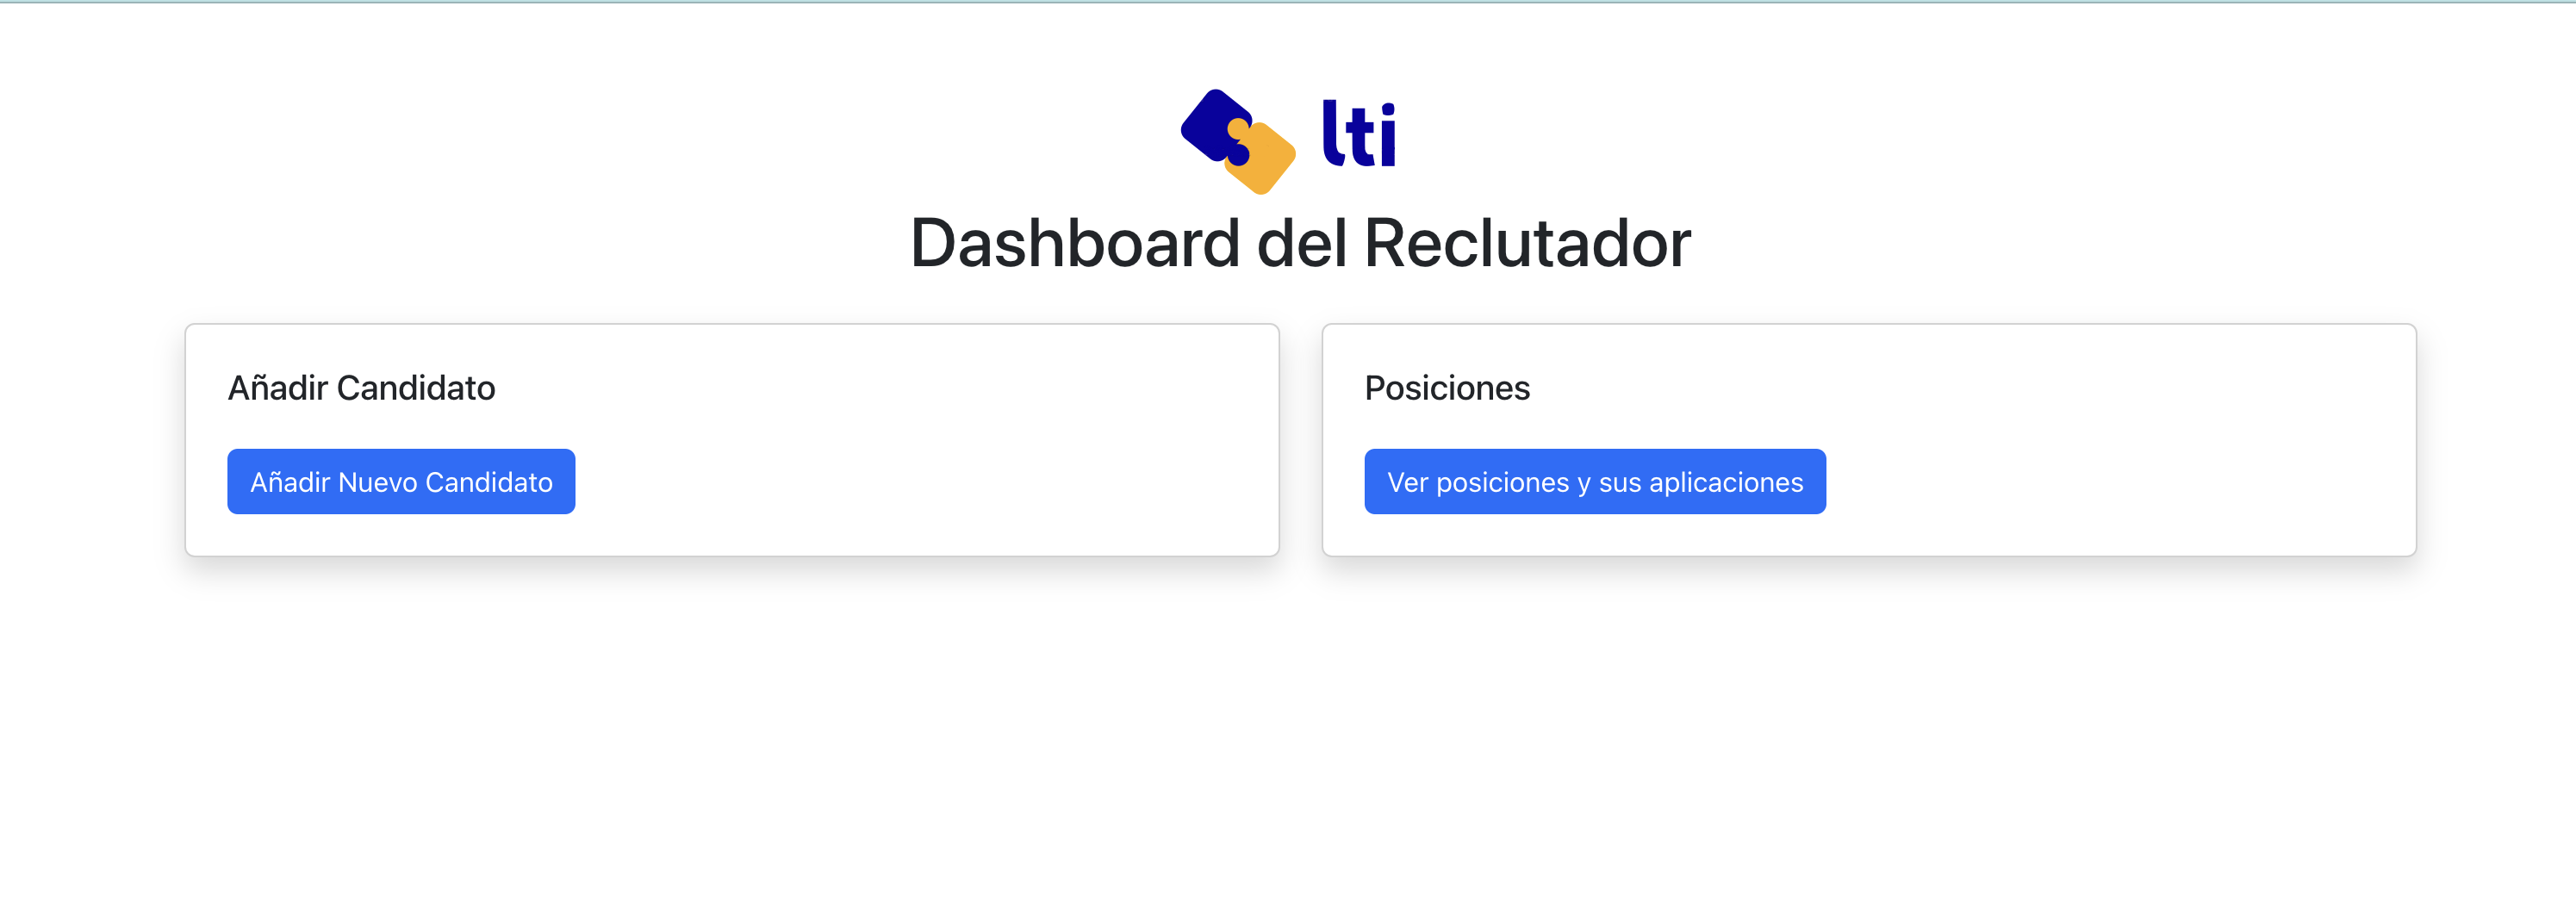 lti
Dashboard del Reclutador
Añadir Candidato
Añadir Nuevo Candidato
Posiciones
Ver posiciones y sus aplicaciones